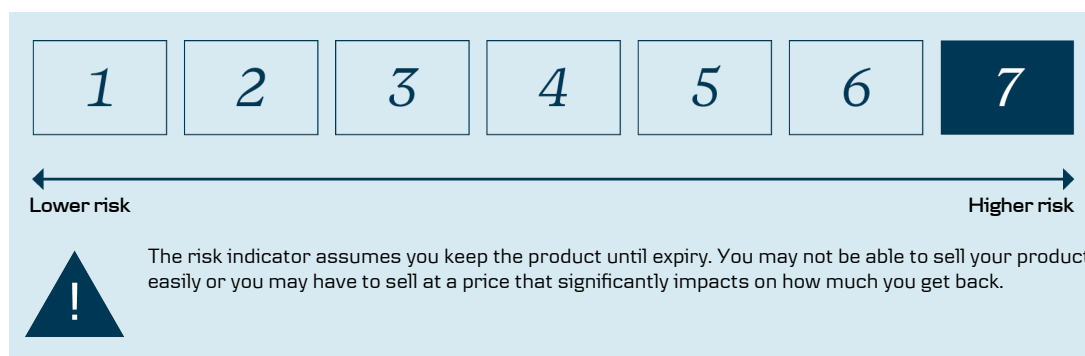 1 2 3 4 5 6 7
Lower risk Higher risk
The risk indicator assumes you keep the product until expiry. You may not be able to sell your product
easily or you may have to sell at a price that significantly impacts on how much you get back.
!